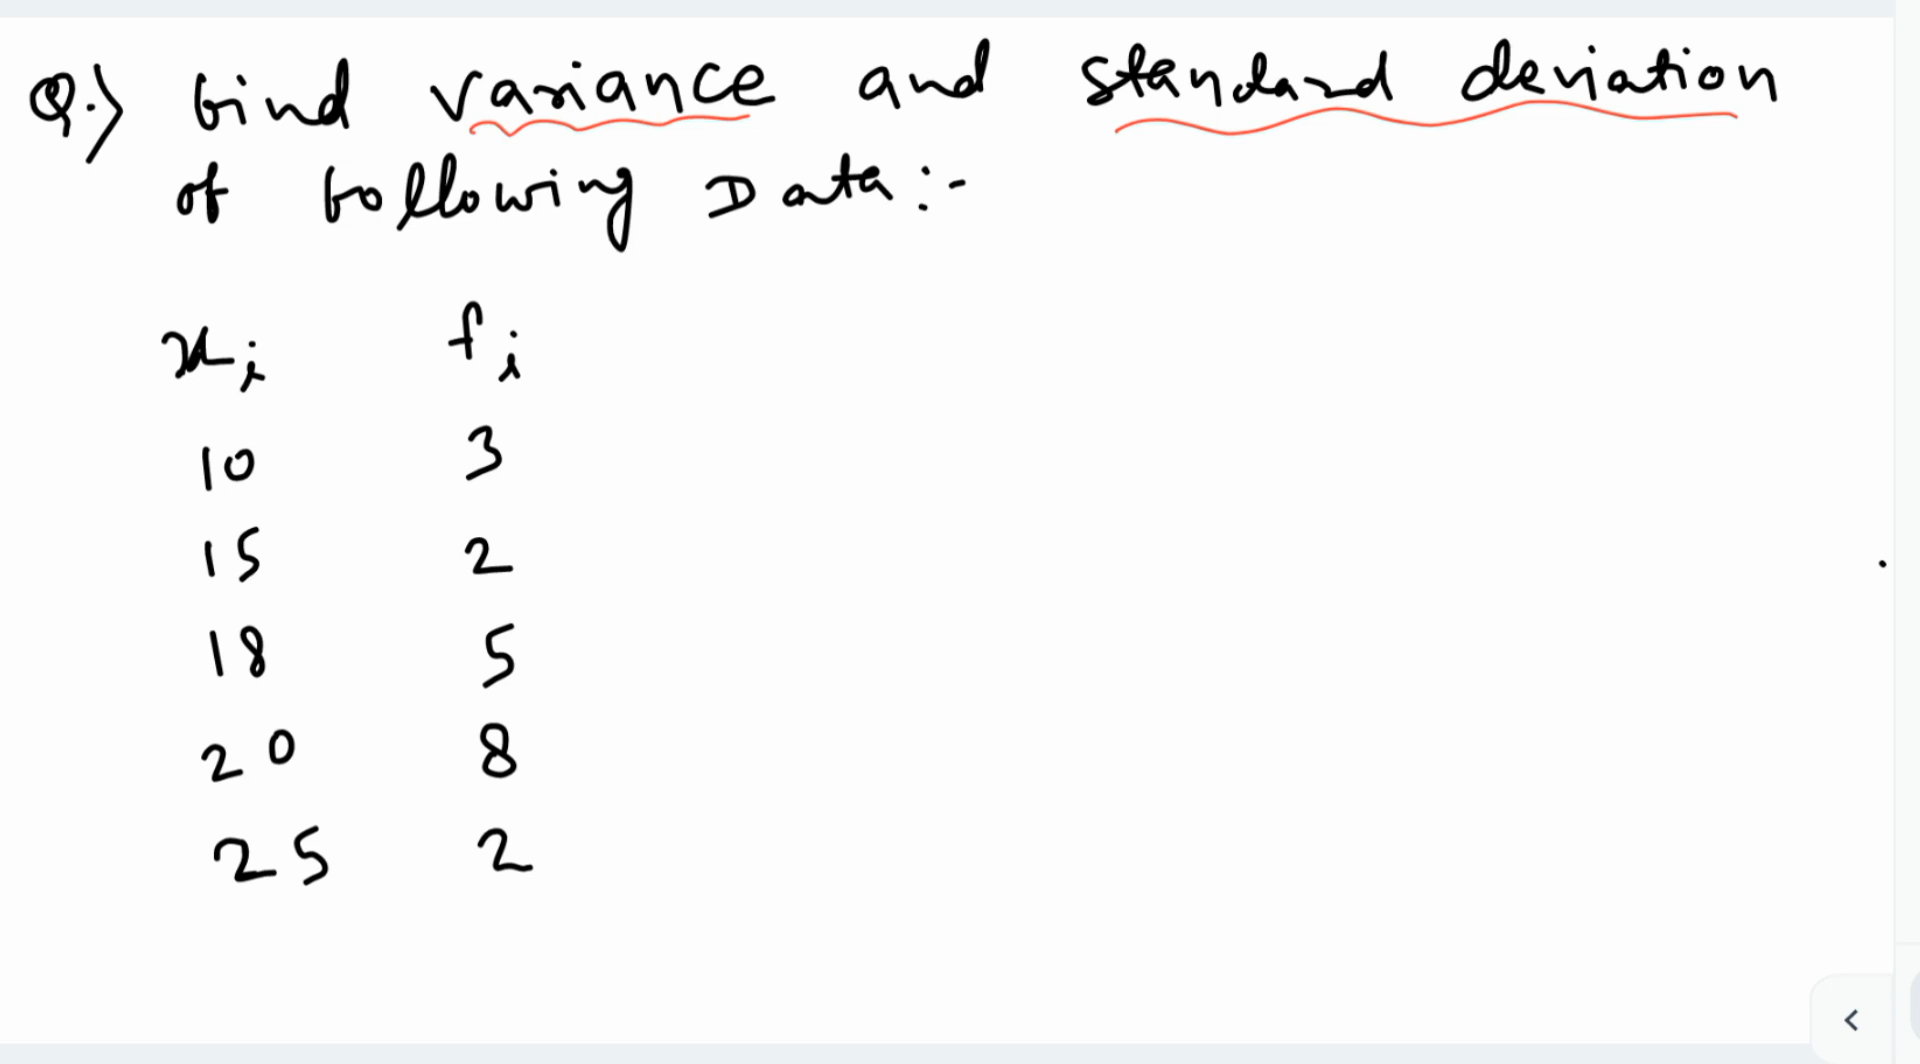 Q.) find variance and standard deviation
of following Data :-
xi fi
10 3
15 2
18 5
20 8
25 2